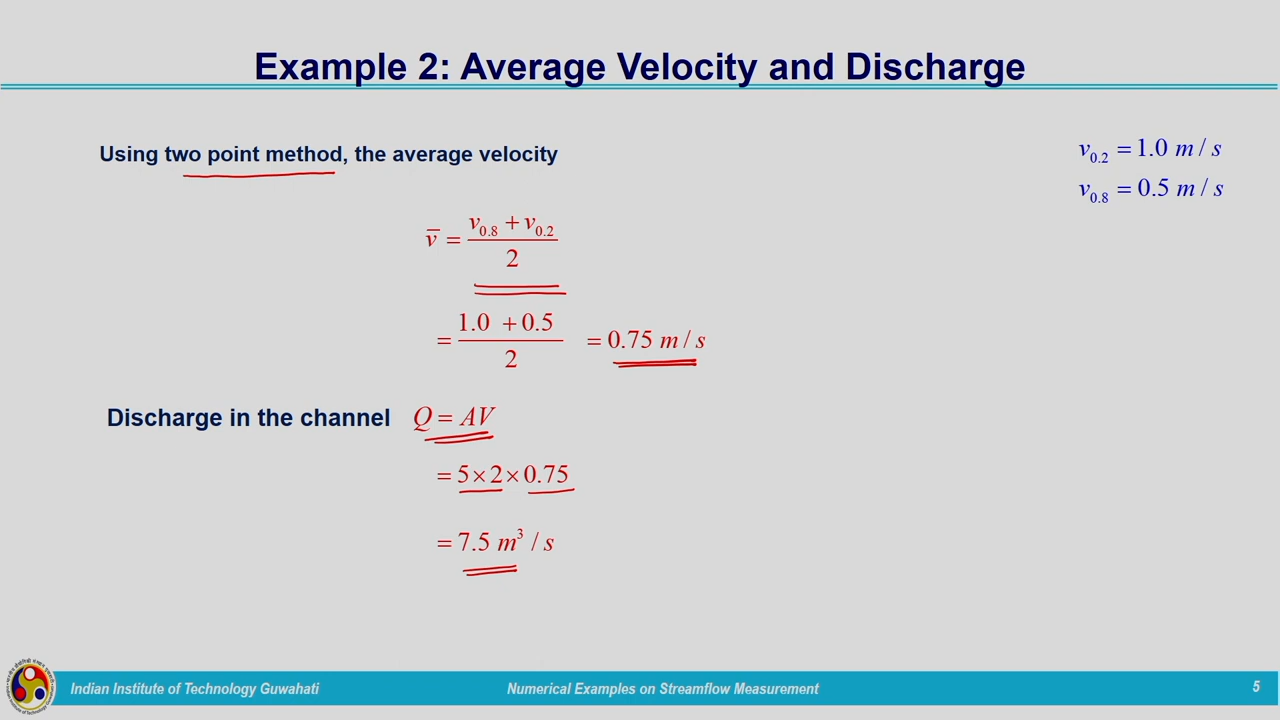 Example 2: Average Velocity and Discharge
Using two point method, the average velocity
v0.2 = 1.0 m / s
v0.8 = 0.5 m / s
v̅ = (v0.8 + v0.2) / 2
= (1.0 + 0.5) / 2 = 0.75 m / s
Discharge in the channel Q = AV
= 5 × 2 × 0.75
= 7.5 m³ / s
Indian Institute of Technology Guwahati
Numerical Examples on Streamflow Measurement
5